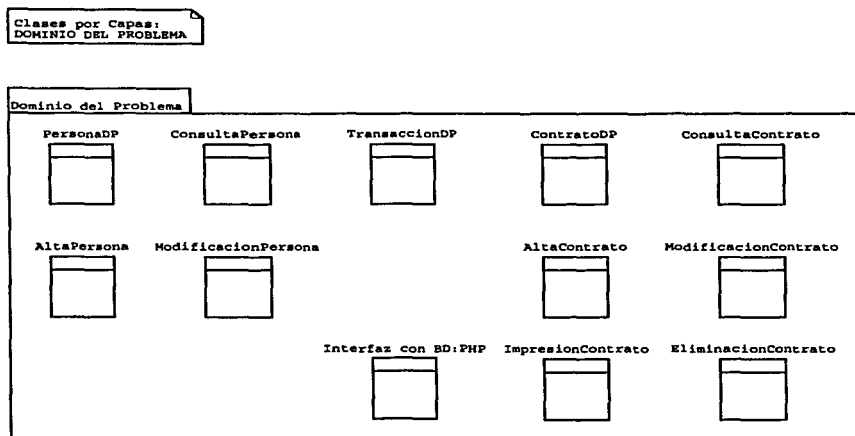 Clases por Capas:
DOMINIO DEL PROBLEMA
Dominio del Problema
PersonaDP ConsultaPersona TransaccionDP ContratoDP ConsultaContrato
AltaPersona ModificacionPersona AltaContrato ModificacionContrato
Interfaz con BD:PHP ImpresionContrato EliminacionContrato